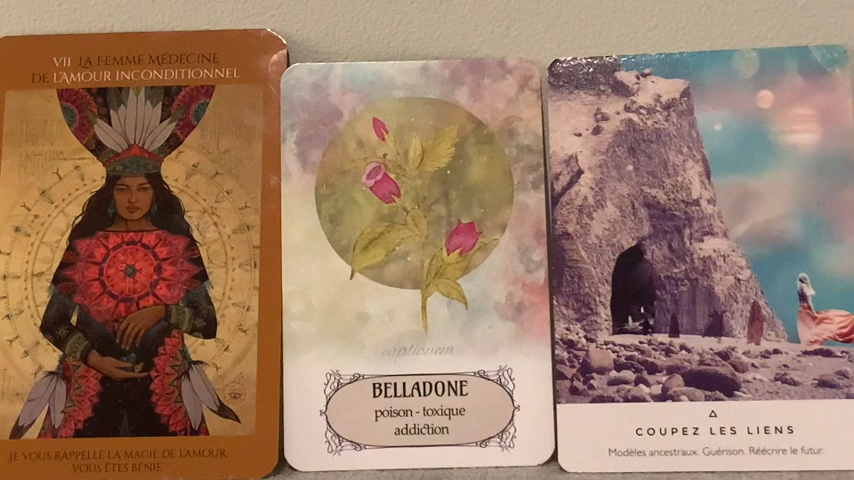 VII LA FEMME MÉDECINE
DE L'AMOUR INCONDITIONNEL
JE VOUS RAPPELLE LA MAGIE DE L'AMOUR,
VOUS ÊTES BÉNIE.
captionem
BELLADONE
poison - toxique
addiction
COUPEZ LES LIENS
Modèles ancestraux. Guérison. Réécrire le futur.